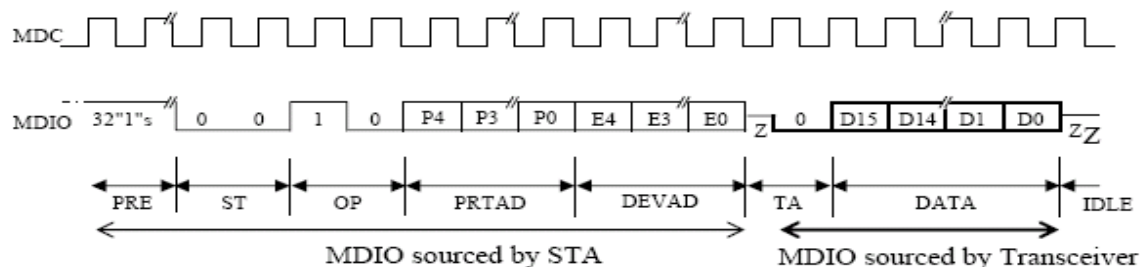 MDC
MDIO 32"1"s 0 0 1 0 P4 P3 P0 E4 E3 E0 Z 0 D15 D14 D1 D0 ZZ
PRE ST OP PRTAD DEVAD TA DATA IDLE
MDIO sourced by STA MDIO sourced by Transceiver